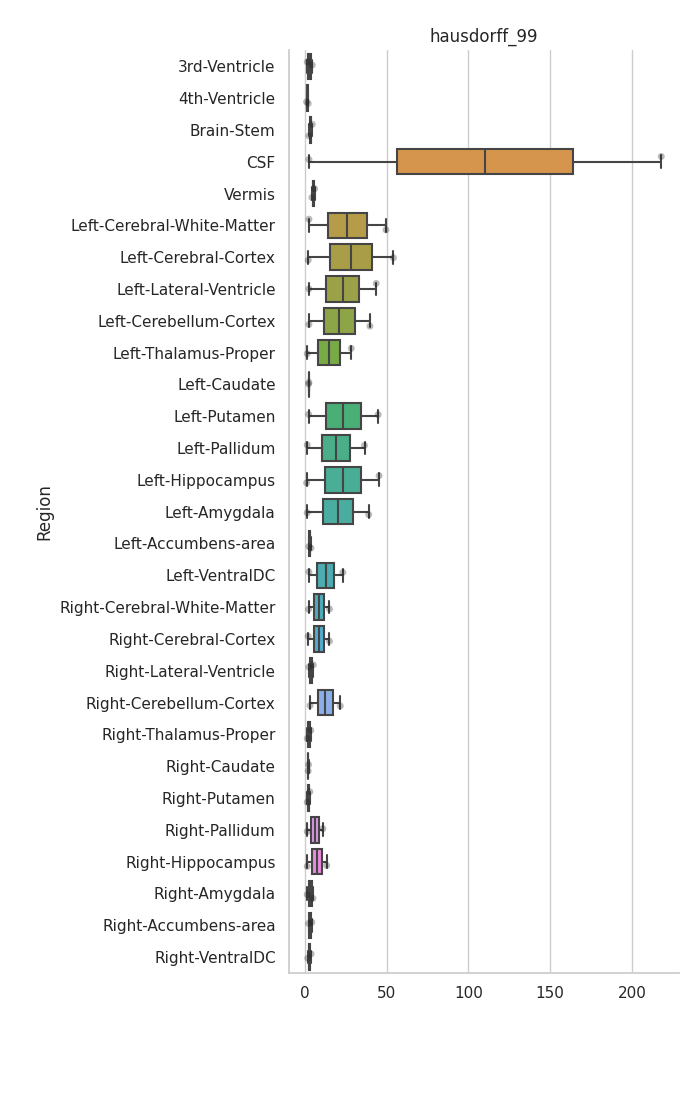 hausdorff_99
3rd-Ventricle
4th-Ventricle
Brain-Stem
CSF
Vermis
Left-Cerebral-White-Matter
Left-Cerebral-Cortex
Left-Lateral-Ventricle
Left-Cerebellum-Cortex
Left-Thalamus-Proper
Left-Caudate
Left-Putamen
Left-Pallidum
Left-Hippocampus
Left-Amygdala
Left-Accumbens-area
Left-VentralDC
Right-Cerebral-White-Matter
Right-Cerebral-Cortex
Right-Lateral-Ventricle
Right-Cerebellum-Cortex
Right-Thalamus-Proper
Right-Caudate
Right-Putamen
Right-Pallidum
Right-Hippocampus
Right-Amygdala
Right-Accumbens-area
Right-VentralDC
Region
0 50 100 150 200